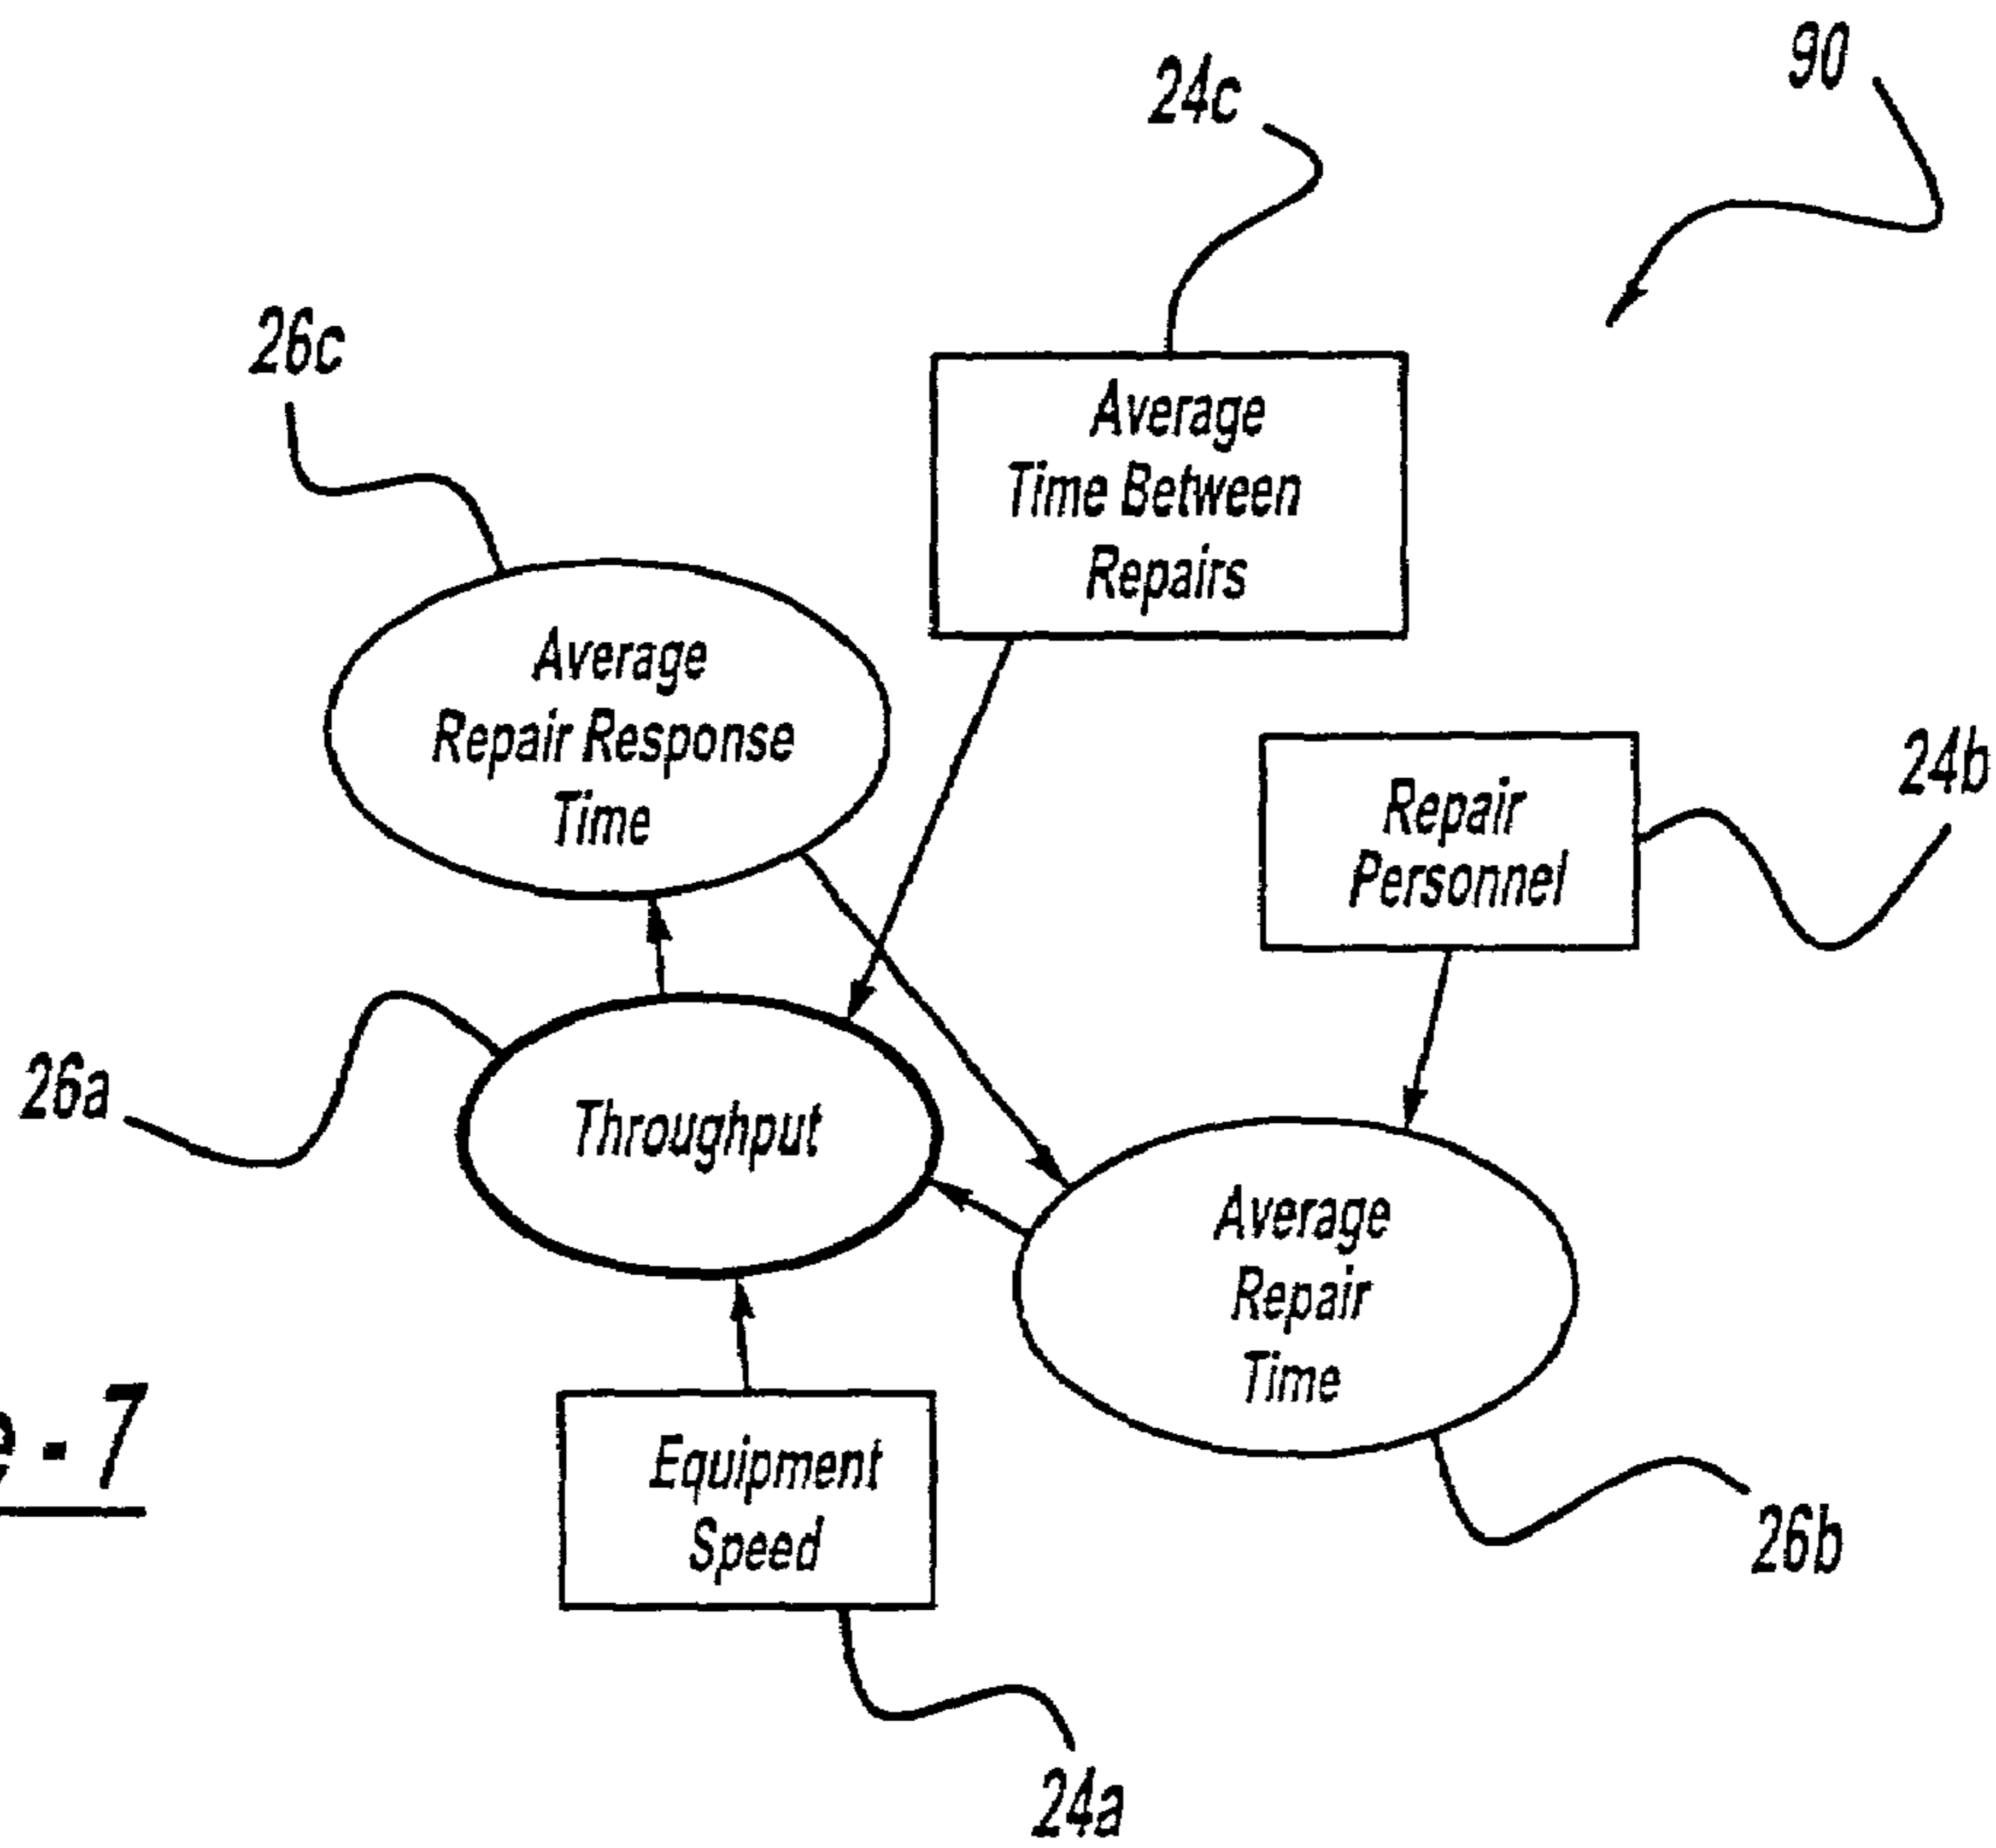 90
24c
26c
Average
Time Between
Repairs
Average
Repair Response
Time
24b
Repair
Personnel
26a
Throughput
Average
Repair
Time
- 7
Equipment
Speed
26b
24a